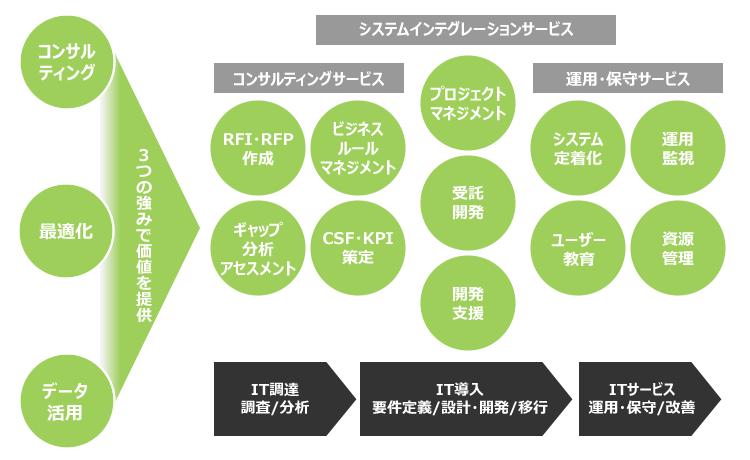 コンサル
ティング
最適化
データ
活用
3つの強みで価値を提供
システムインテグレーションサービス
コンサルティングサービス
RFI・RFP
作成
ビジネス
ルール
マネジメント
ギャップ
分析
アセスメント
CSF・KPI
策定
プロジェクト
マネジメント
受託
開発
開発
支援
運用・保守サービス
システム
定着化
運用
監視
ユーザー
教育
資源
管理
IT調達
調査/分析
IT導入
要件定義/設計・開発/移行
ITサービス
運用・保守/改善